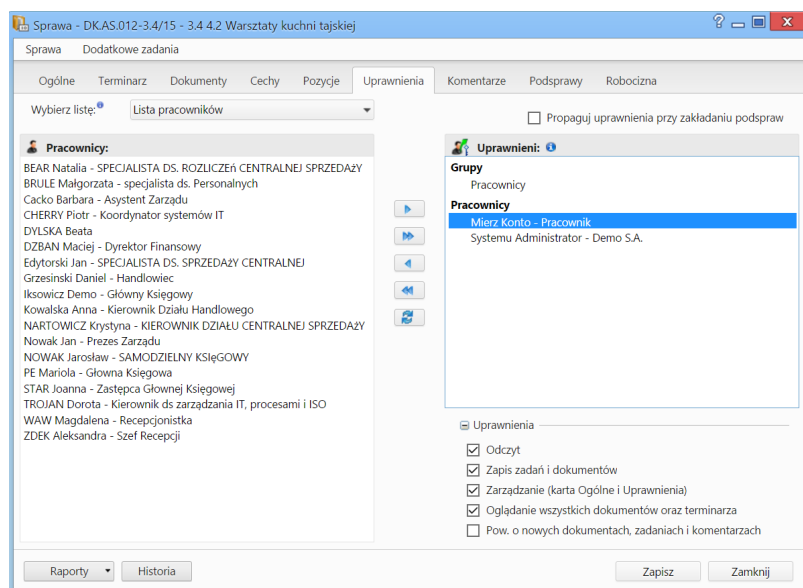 Sprawa - DK.AS.012-3.4/15 - 3.4 4.2 Warsztaty kuchni tajskiej
Sprawa Dodatkowe zadania
Ogólne Terminarz Dokumenty Cechy Pozycje Uprawnienia Komentarze Podsprawy Robocizna
Wybierz listę: Lista pracowników
Propaguj uprawnienia przy zakładaniu podspraw
Pracownicy:
BEAR Natalia - SPECJALISTA DS. ROZLICZEń CENTRALNEJ SPRZEDAżY
BRULE Małgorzata - specjalista ds. Personalnych
Cacko Barbara - Asystent Zarządu
CHERRY Piotr - Koordynator systemów IT
DYLSKA Beata
DZBAN Maciej - Dyrektor Finansowy
Edytorski Jan - SPECJALISTA DS. SPRZEDAżY CENTRALNEJ
Grzesinski Daniel - Handlowiec
Iksowicz Demo - Główny Księgowy
Kowalska Anna - Kierownik Działu Handlowego
NARTOWICZ Krystyna - KIEROWNIK DZIAŁU CENTRALNEJ SPRZEDAżY
Nowak Jan - Prezes Zarządu
NOWAK Jarosław - SAMODZIELNY KSIęGOWY
PE Mariola - Głowna Księgowa
STAR Joanna - Zastępca Głownej Księgowej
TROJAN Dorota - Kierownik ds zarządzania IT, procesami i ISO
WAW Magdalena - Recepcjonistka
ZDEK Aleksandra - Szef Recepcji
Uprawnieni:
Grupy
Pracownicy
Pracownicy
Mierz Konto - Pracownik
Systemu Administrator - Demo S.A.
Uprawnienia
Odczyt
Zapis zadań i dokumentów
Zarządzanie (karta Ogólne i Uprawnienia)
Oglądanie wszystkich dokumentów oraz terminarza
Pow. o nowych dokumentach, zadaniach i komentarzach
Raporty Historia Zapisz Zamknij